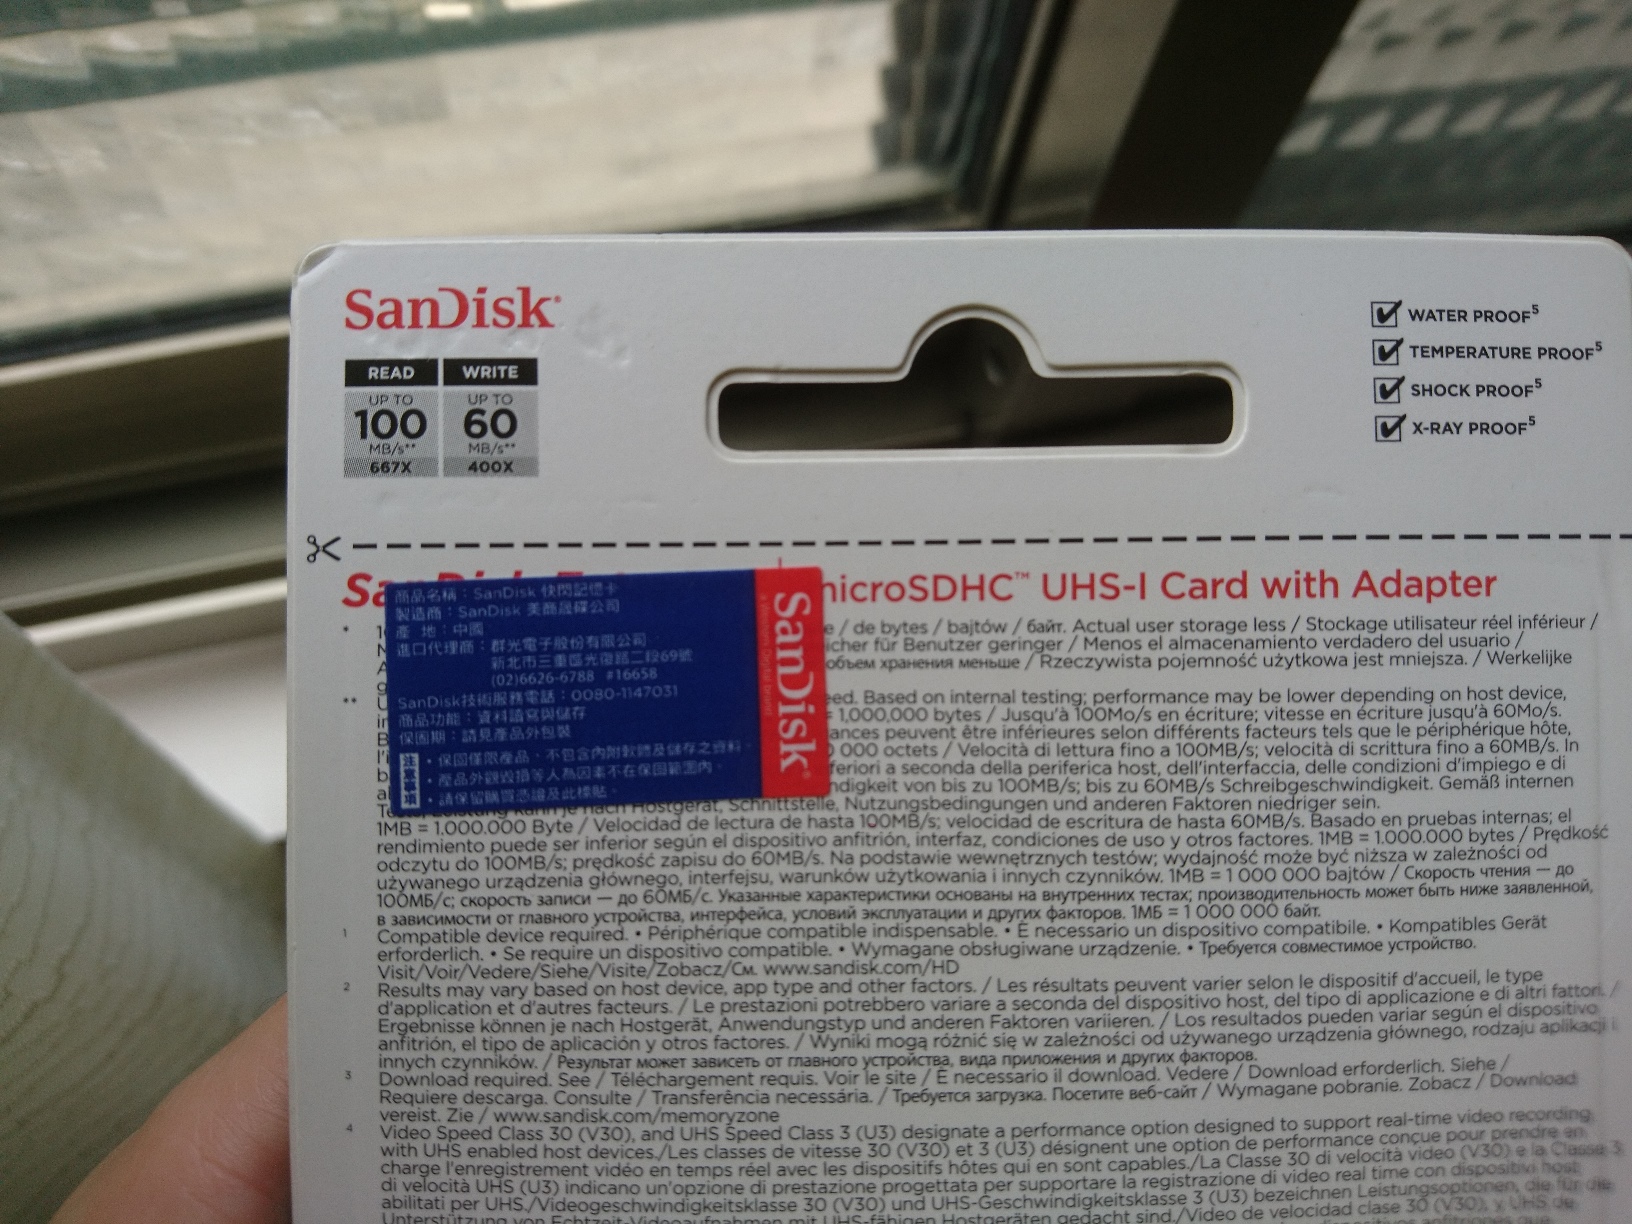 SanDisk
READ WRITE
UP TO UP TO
100 60
MB/s** MB/s**
667X 400X
WATER PROOF5
TEMPERATURE PROOF5
SHOCK PROOF5
X-RAY PROOF5
microSDHC™ UHS-I Card with Adapter
商品名稱：SanDisk 快閃記憶卡
製造商：SanDisk 美商晟碟公司
產 地：中國
進口代理商：群光電子股份有限公司
新北市三重區光復路二段69號
(02)6626-6788 #16658
SanDisk技術服務電話：0080-1147031
商品功能：資料讀寫與儲存
保固期：請見產品外包裝
注意事項
• 保固僅限產品，不包含內附軟體及儲存之資料。
• 產品外觀毀損等人為因素不在保固範圍內。
• 請保留購買憑證及此標貼。
SanDisk
a Western Digital brand
* / de bytes / bajtów / байт. Actual user storage less / Stockage utilisateur réel inférieur /
icher für Benutzer geringer / Menos el almacenamiento verdadero del usuario /
объем хранения меньше / Rzeczywista pojemność użytkowa jest mniejsza. / Werkelijke
** Based on internal testing; performance may be lower depending on host device,
= 1,000,000 bytes / Jusqu'à 100Mo/s en écriture; vitesse en écriture jusqu'à 60Mo/s.
ances peuvent être inférieures selon différents facteurs tels que le périphérique hôte,
000 octets / Velocità di lettura fino a 100MB/s; velocità di scrittura fino a 60MB/s. In
feriori a seconda della periferica host, dell'interfaccia, delle condizioni d'impiego e di
ndigkeit von bis zu 100MB/s; bis zu 60MB/s Schreibgeschwindigkeit. Gemäß internen
kann je nach Hostgerät, Schnittstelle, Nutzungsbedingungen und anderen Faktoren niedriger sein.
1MB = 1.000.000 Byte / Velocidad de lectura de hasta 100MB/s; velocidad de escritura de hasta 60MB/s. Basado en pruebas internas; el
rendimiento puede ser inferior según el dispositivo anfitrión, interfaz, condiciones de uso y otros factores. 1MB = 1.000.000 bytes / Prędkość
odczytu do 100MB/s; prędkość zapisu do 60MB/s. Na podstawie wewnętrznych testów; wydajność może być niższa w zależności od
używanego urządzenia głównego, interfejsu, warunków użytkowania i innych czynników. 1MB = 1 000 000 bajtów / Скорость чтения — до
100МБ/с; скорость записи — до 60МБ/с. Указанные характеристики основаны на внутренних тестах; производительность может быть ниже заявленной,
в зависимости от главного устройства, интерфейса, условий эксплуатации и других факторов. 1МБ = 1 000 000 байт.
1 Compatible device required. • Périphérique compatible indispensable. • È necessario un dispositivo compatibile. • Kompatibles Gerät
erforderlich. • Se require un dispositivo compatible. • Wymagane obsługiwane urządzenie. • Требуется совместимое устройство.
Visit/Voir/Vedere/Siehe/Visite/Zobacz/См. www.sandisk.com/HD
2 Results may vary based on host device, app type and other factors. / Les résultats peuvent varier selon le dispositif d'accueil, le type
d'application et d'autres facteurs. / Le prestazioni potrebbero variare a seconda del dispositivo host, del tipo di applicazione e di altri fattori. /
Ergebnisse können je nach Hostgerät, Anwendungstyp und anderen Faktoren variieren. / Los resultados pueden variar según el dispositivo
anfitrión, el tipo de aplicación y otros factores. / Wyniki mogą różnić się w zależności od używanego urządzenia głównego, rodzaju aplikacji i
innych czynników. / Результат может зависеть от главного устройства, вида приложения и других факторов.
3 Download required. See / Téléchargement requis. Voir le site / È necessario il download. Vedere / Download erforderlich. Siehe /
Requiere descarga. Consulte / Transferência necessária. / Требуется загрузка. Посетите веб-сайт / Wymagane pobranie. Zobacz / Download
vereist. Zie / www.sandisk.com/memoryzone
4 Video Speed Class 30 (V30), and UHS Speed Class 3 (U3) designate a performance option designed to support real-time video recording
with UHS enabled host devices./Les classes de vitesse 30 (V30) et 3 (U3) désignent une option de performance conçue pour prendre en
charge l'enregistrement vidéo en temps réel avec les dispositifs hôtes qui en sont capables./La Classe 30 di velocità video (V30) e la Classe 3
di velocità UHS (U3) indicano un'opzione di prestazione progettata per supportare la registrazione di video real time con dispositivi host
abilitati per UHS./Videogeschwindigkeitsklasse 30 (V30) und UHS-Geschwindigkeitsklasse 3 (U3) bezeichnen Leistungsoptionen, die für die
Unterstützung von Echtzeit-Videoaufnahmen mit UHS-fähigen Hostgeräten gedacht sind./Video de velocidad clase 30 (V30), y UHS de